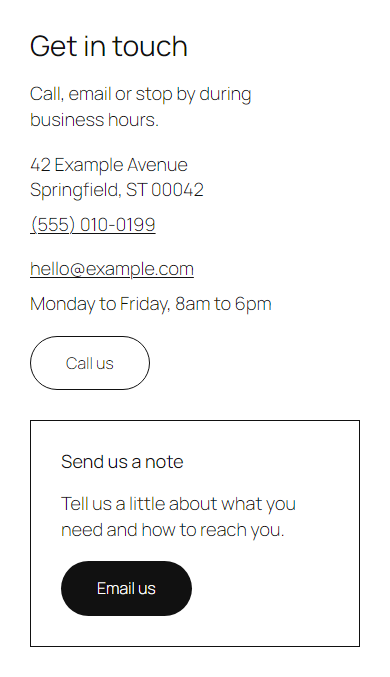 Get in touch
Call, email or stop by during
business hours.
42 Example Avenue
Springfield, ST 00042
(555) 010-0199
hello@example.com
Monday to Friday, 8am to 6pm
Call us
Send us a note
Tell us a little about what you
need and how to reach you.
Email us